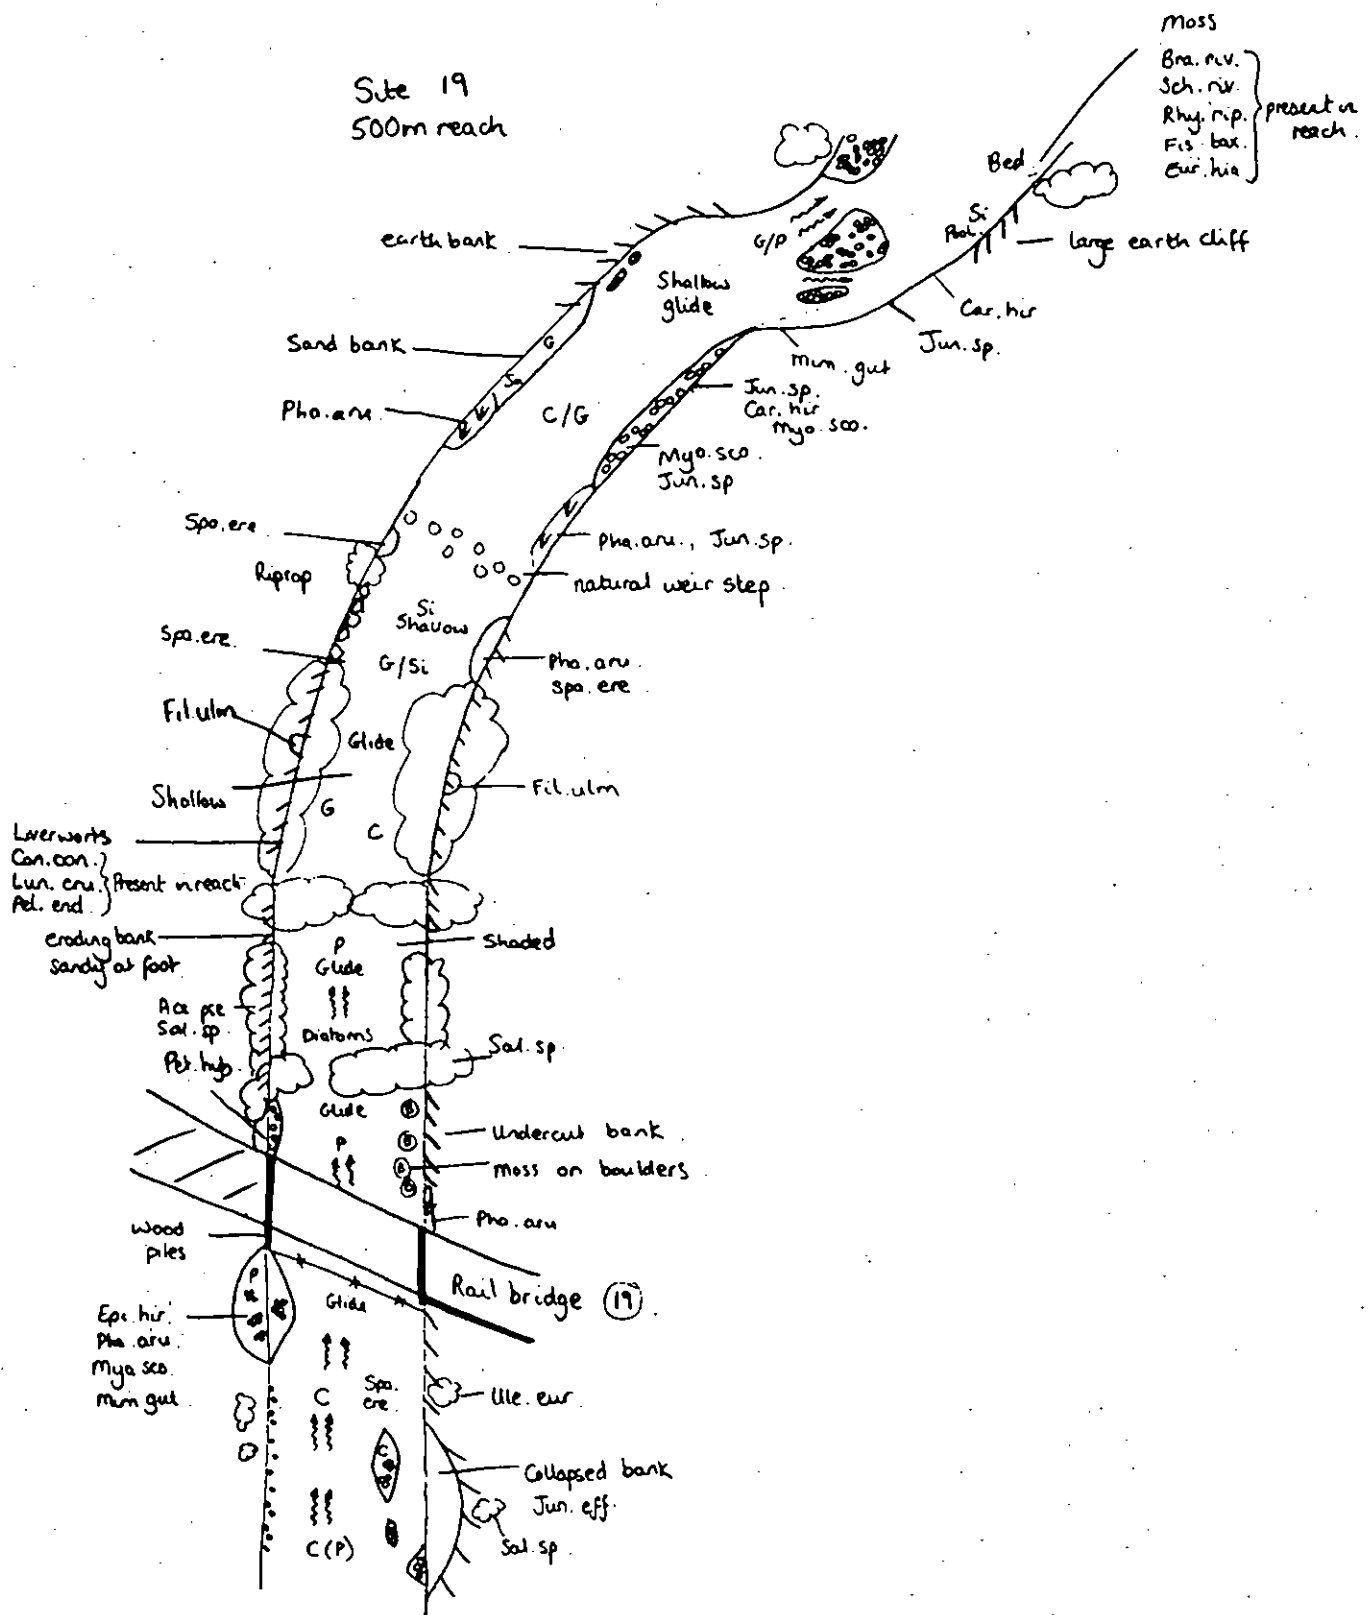 Site 19
500m reach
Moss
Bra. riv.
Sch. riv.
Rhy. rip.
Fis. bax.
Eur. hia
present in
reach.
Bed.
Si
Pool.
large earth cliff
earth bank
G/P
Shallow
glide
Car. hir
Jun. sp.
Mim. gut
Sand bank
G
Sa
Pha. aru.
C/G
Jun. sp.
Car. hir
Myo. sco.
Myo. sco.
Jun. sp
Spa. ere.
Pha. aru., Jun. sp.
Riprap
natural weir step
Si
Shallow
Spa. ere.
G/Si
Pha. aru
Spa. ere
Fil. ulm
Glide
Shallow
G
Fil. ulm
C
Liverworts
Con. con.
Lun. cru.
Pel. end
Present in reach
eroding bank
sandy at foot
P
Glide
Shaded
Ace pse
Sal. sp
Diatoms
Sal. sp
Pet. hyb
Glide
P
Undercut bank
Moss on boulders
Pha. aru
Wood
piles
P
Glide
Rail bridge 19
Epi. hir.
Pha. aru.
Myo sco.
Mim gut
C
Spa.
ere
Ule. eur
C
Collapsed bank
Jun. eff.
Sal. sp
C (P)